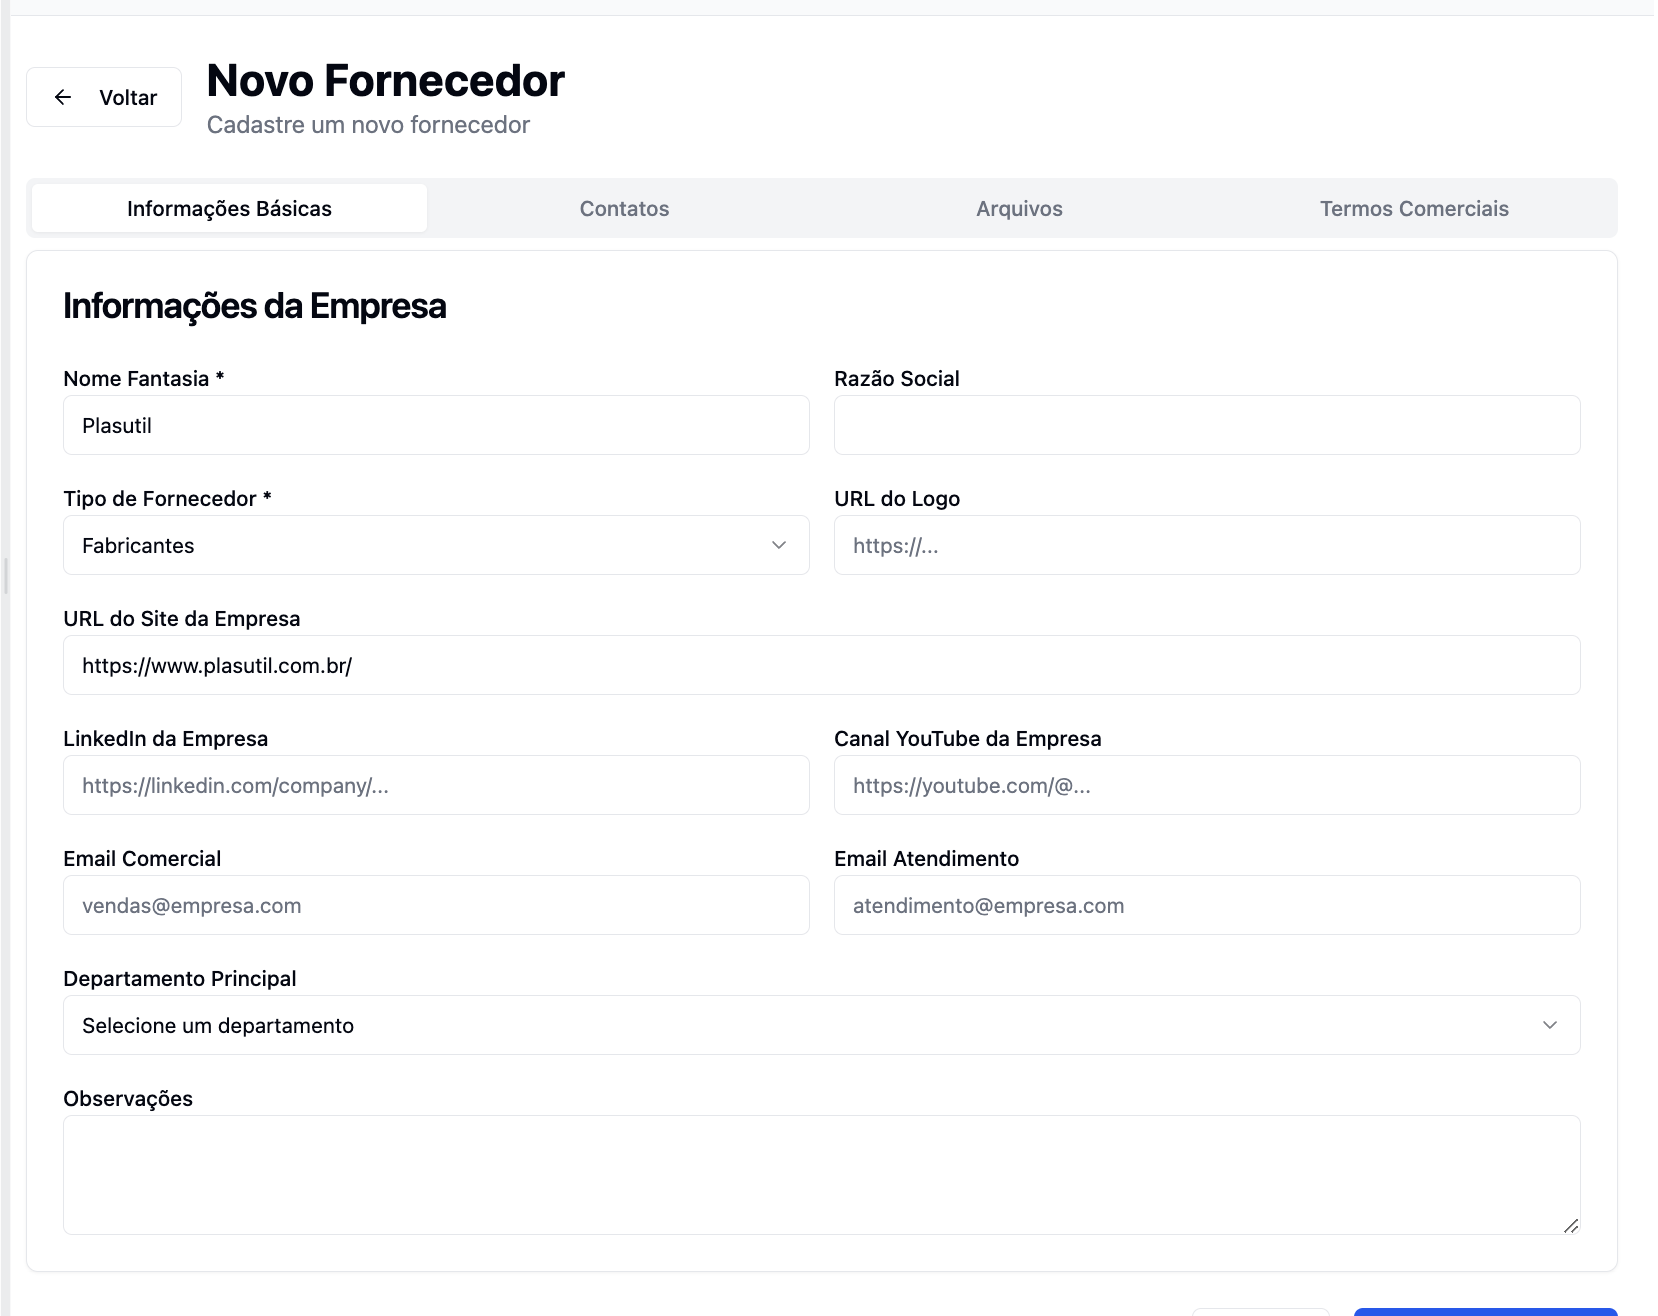 Voltar
Novo Fornecedor
Cadastre um novo fornecedor
Informações Básicas
Contatos
Arquivos
Termos Comerciais
Informações da Empresa
Nome Fantasia *
Razão Social
Plasutil
Tipo de Fornecedor *
URL do Logo
Fabricantes
https://...
URL do Site da Empresa
https://www.plasutil.com.br/
LinkedIn da Empresa
Canal YouTube da Empresa
https://linkedin.com/company/...
https://youtube.com/@...
Email Comercial
Email Atendimento
vendas@empresa.com
atendimento@empresa.com
Departamento Principal
Selecione um departamento
Observações